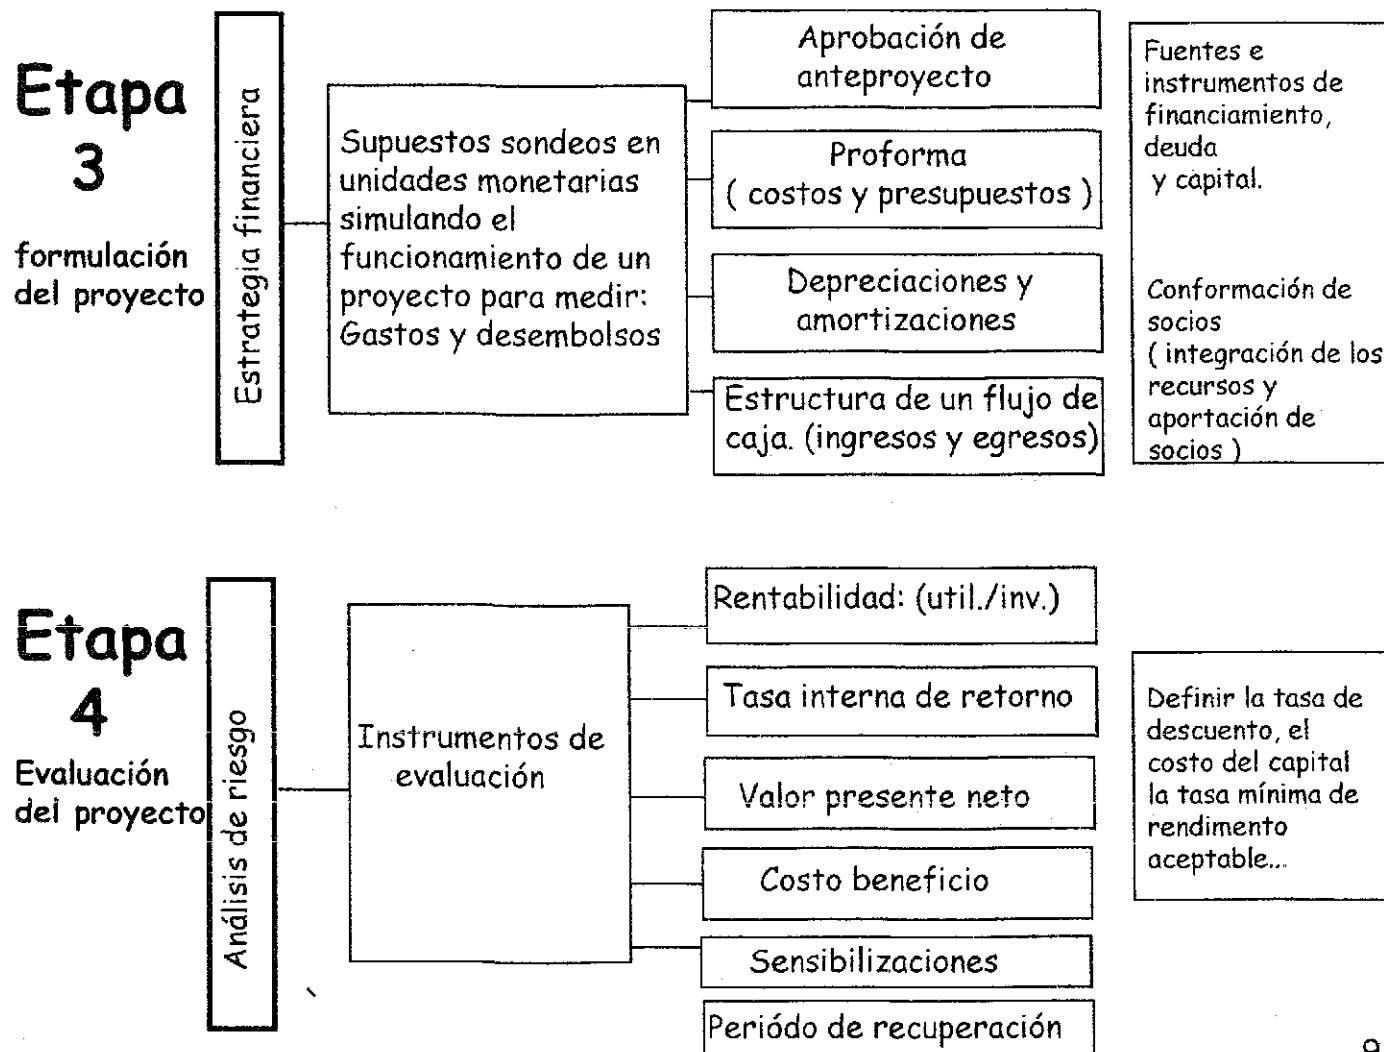 Etapa
3
formulación
del proyecto
Estrategia financiera
Supuestos sondeos en
unidades monetarias
simulando el
funcionamiento de un
proyecto para medir:
Gastos y desembolsos
Aprobación de
anteproyecto
Proforma
( costos y presupuestos )
Depreciaciones y
amortizaciones
Estructura de un flujo de
caja. (ingresos y egresos)
Fuentes e
instrumentos de
financiamiento,
deuda
y capital.
Conformación de
socios
( integración de los
recursos y
aportación de
socios )
Etapa
4
Evaluación
del proyecto
Análisis de riesgo
Instrumentos de
evaluación
Rentabilidad: (util./inv.)
Tasa interna de retorno
Valor presente neto
Costo beneficio
Sensibilizaciones
Periódo de recuperación
Definir la tasa de
descuento, el
costo del capital
la tasa mínima de
rendimento
aceptable...
9